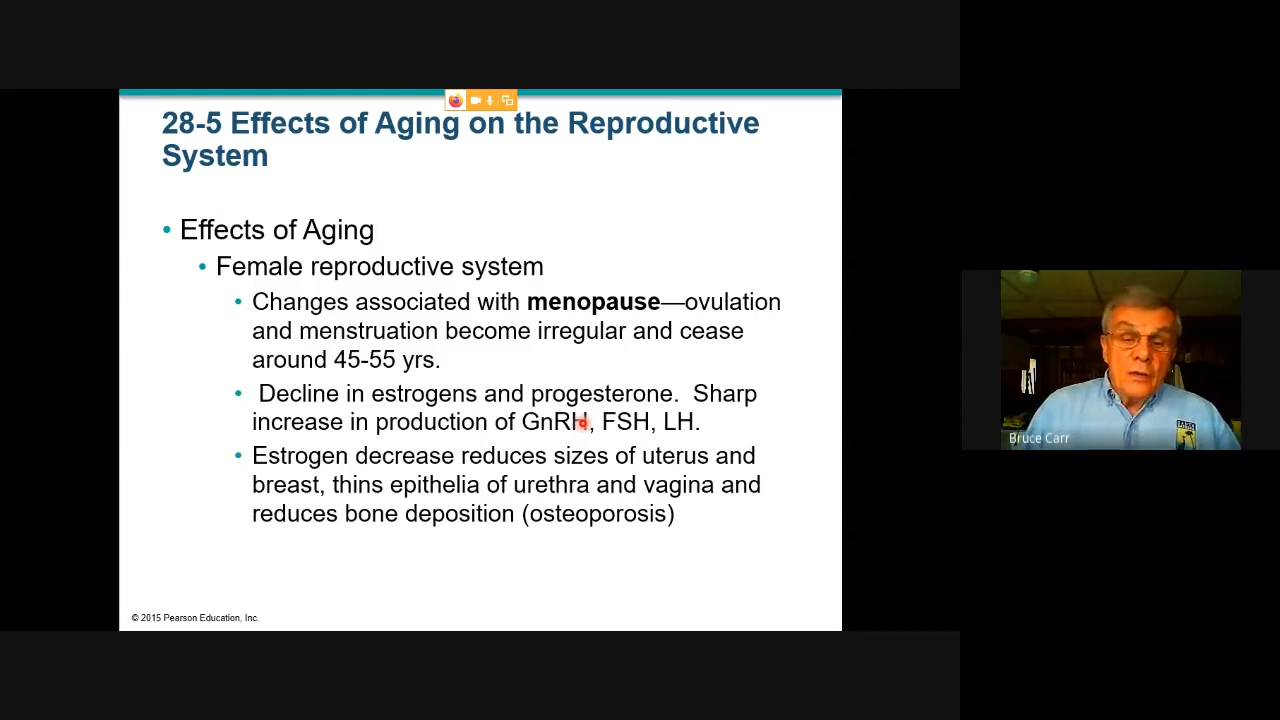 28-5 Effects of Aging on the Reproductive
System
• Effects of Aging
• Female reproductive system
• Changes associated with menopause—ovulation
and menstruation become irregular and cease
around 45-55 yrs.
• Decline in estrogens and progesterone.  Sharp
increase in production of GnRH, FSH, LH.
• Estrogen decrease reduces sizes of uterus and
breast, thins epithelia of urethra and vagina and
reduces bone deposition (osteoporosis)
© 2015 Pearson Education, Inc.
Bruce Carr